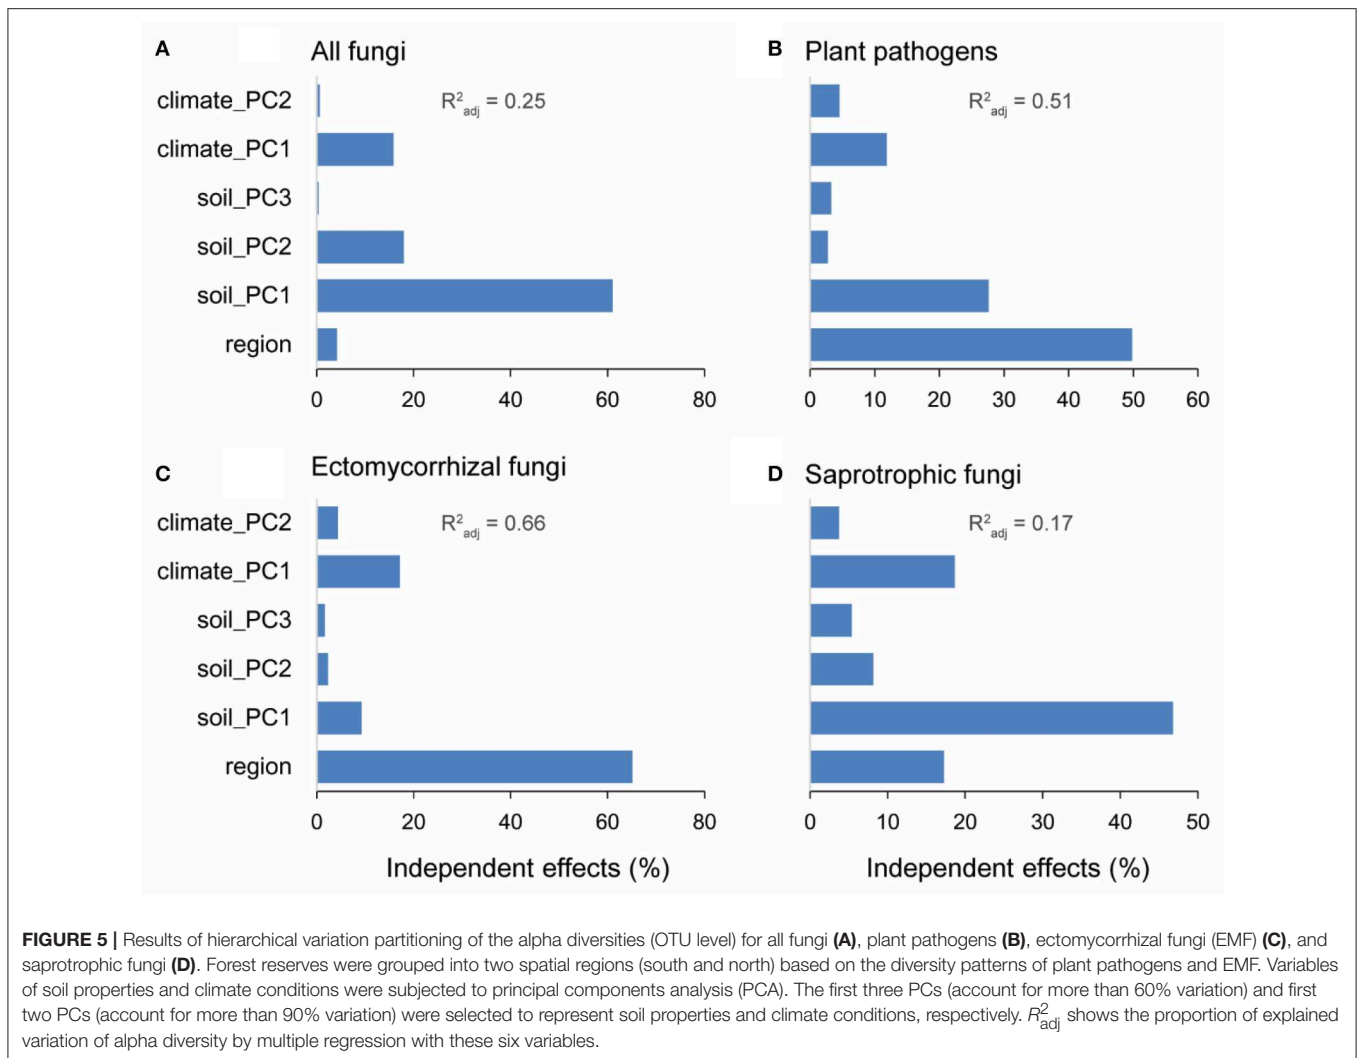 A All fungi
R²adj = 0.25
climate_PC2
climate_PC1
soil_PC3
soil_PC2
soil_PC1
region
0 20 40 60 80
B Plant pathogens
R²adj = 0.51
0 10 20 30 40 50 60
C Ectomycorrhizal fungi
R²adj = 0.66
climate_PC2
climate_PC1
soil_PC3
soil_PC2
soil_PC1
region
0 20 40 60 80
Independent effects (%)
D Saprotrophic fungi
R²adj = 0.17
0 10 20 30 40 50
Independent effects (%)
FIGURE 5 | Results of hierarchical variation partitioning of the alpha diversities (OTU level) for all fungi (A), plant pathogens (B), ectomycorrhizal fungi (EMF) (C), and
saprotrophic fungi (D). Forest reserves were grouped into two spatial regions (south and north) based on the diversity patterns of plant pathogens and EMF. Variables
of soil properties and climate conditions were subjected to principal components analysis (PCA). The first three PCs (account for more than 60% variation) and first
two PCs (account for more than 90% variation) were selected to represent soil properties and climate conditions, respectively. R²adj shows the proportion of explained
variation of alpha diversity by multiple regression with these six variables.